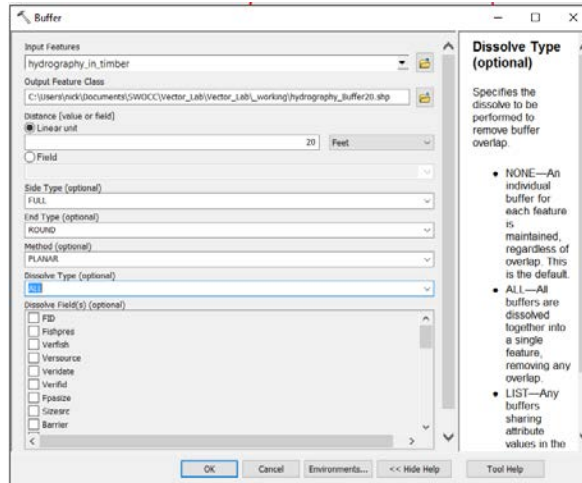 Buffer
Input Features
hydrography_in_timber
Output Feature Class
C:\Users\nick\Documents\SWOCC\Vector_Lab\Vector_Lab\_working\hydrography_Buffer20.shp
Distance [value or field]
Linear unit
20 Feet
Field
Side Type (optional)
FULL
End Type (optional)
ROUND
Method (optional)
PLANAR
Dissolve Type (optional)
ALL
Dissolve Field(s) (optional)
FID
Fishpres
Verfish
Versource
Veridate
Verifid
Fpasize
Sizesrc
Barrier
OK
Cancel
Environments...
<< Hide Help
Tool Help
Dissolve Type
(optional)
Specifies the
dissolve to be
performed to
remove buffer
overlap.
• NONE—An
individual
buffer for
each feature
is
maintained,
regardless of
overlap. This
is the default.
• ALL—All
buffers are
dissolved
together into
a single
feature,
removing any
overlap.
• LIST—Any
buffers
sharing
attribute
values in the